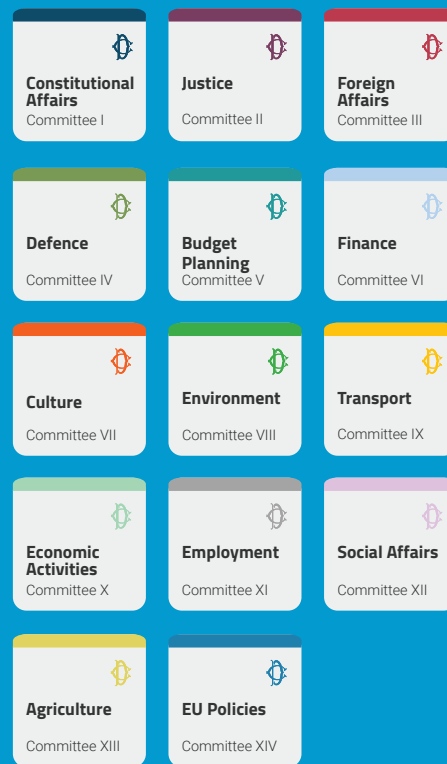 Constitutional
Affairs
Committee I
Justice
Committee II
Foreign
Affairs
Committee III
Defence
Committee IV
Budget
Planning
Committee V
Finance
Committee VI
Culture
Committee VII
Environment
Committee VIII
Transport
Committee IX
Economic
Activities
Committee X
Employment
Committee XI
Social Affairs
Committee XII
Agriculture
Committee XIII
EU Policies
Committee XIV